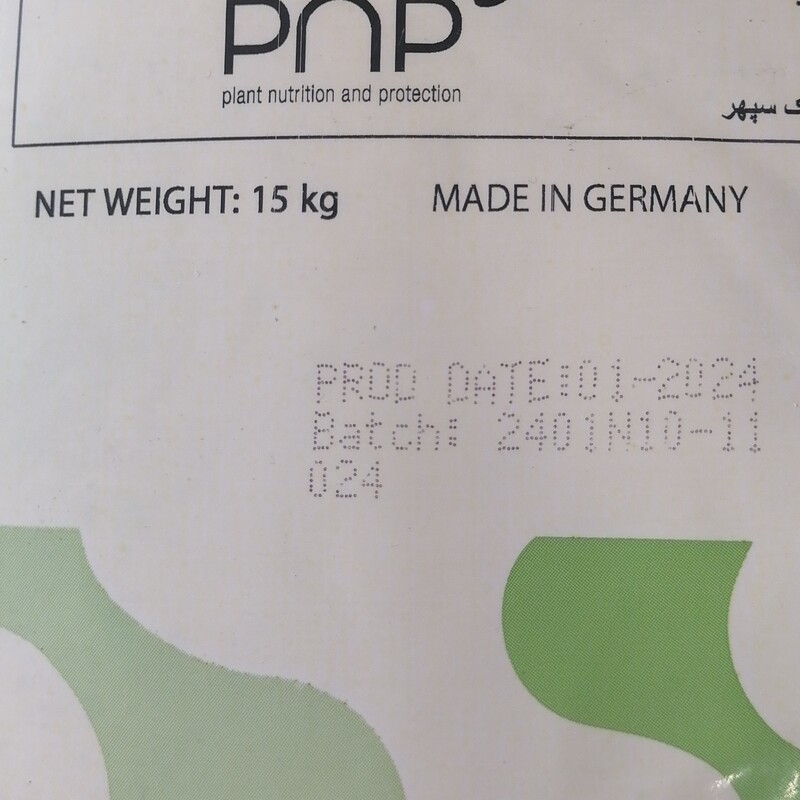 PNP
plant nutrition and protection
سپهر
NET WEIGHT: 15 kg MADE IN GERMANY
PROD DATE:01-2024
Batch: 2401N10-11
024